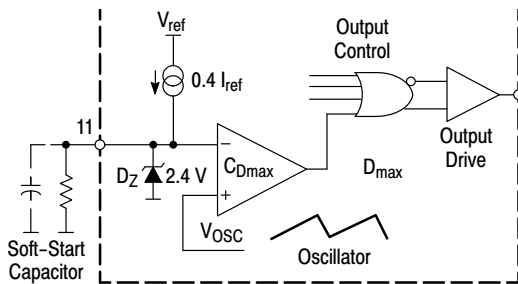 V_ref
Output
Control
0.4 I_ref
11
−
+
C_Dmax
D_Z
2.4 V
D_max
Output
Drive
V_OSC
Oscillator
Soft−Start
Capacitor